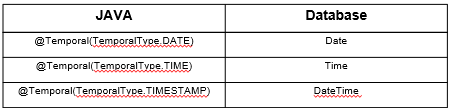 JAVA Database
@Temporal(TemporalType.DATE) Date
@Temporal(TemporalType.TIME) Time
@Temporal(TemporalType.TIMESTAMP) DateTime